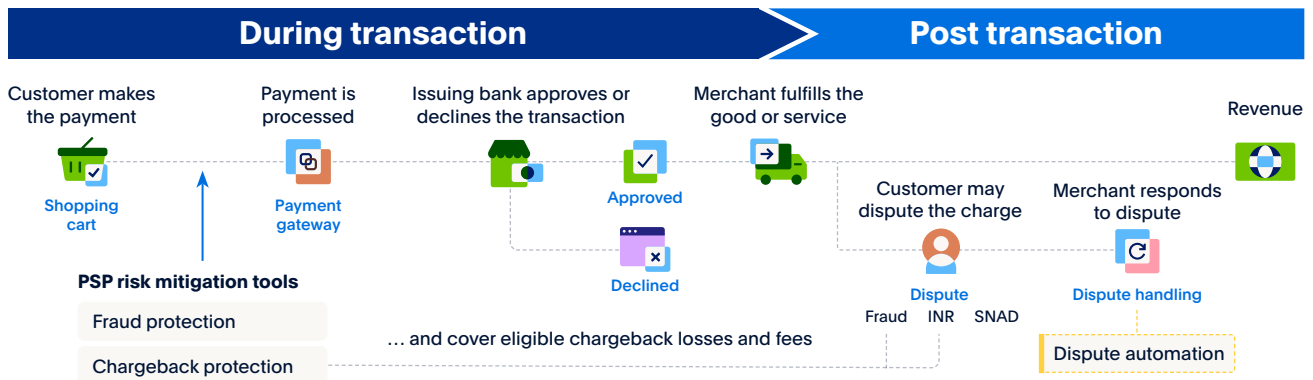 During transaction
Post transaction
Customer makes
the payment
Payment is
processed
Issuing bank approves or
declines the transaction
Merchant fulfills the
good or service
Revenue
Shopping
cart
Payment
gateway
Approved
Declined
Customer may
dispute the charge
Merchant responds
to dispute
Dispute
Fraud INR SNAD
Dispute handling
Dispute automation
PSP risk mitigation tools
Fraud protection
Chargeback protection
... and cover eligible chargeback losses and fees